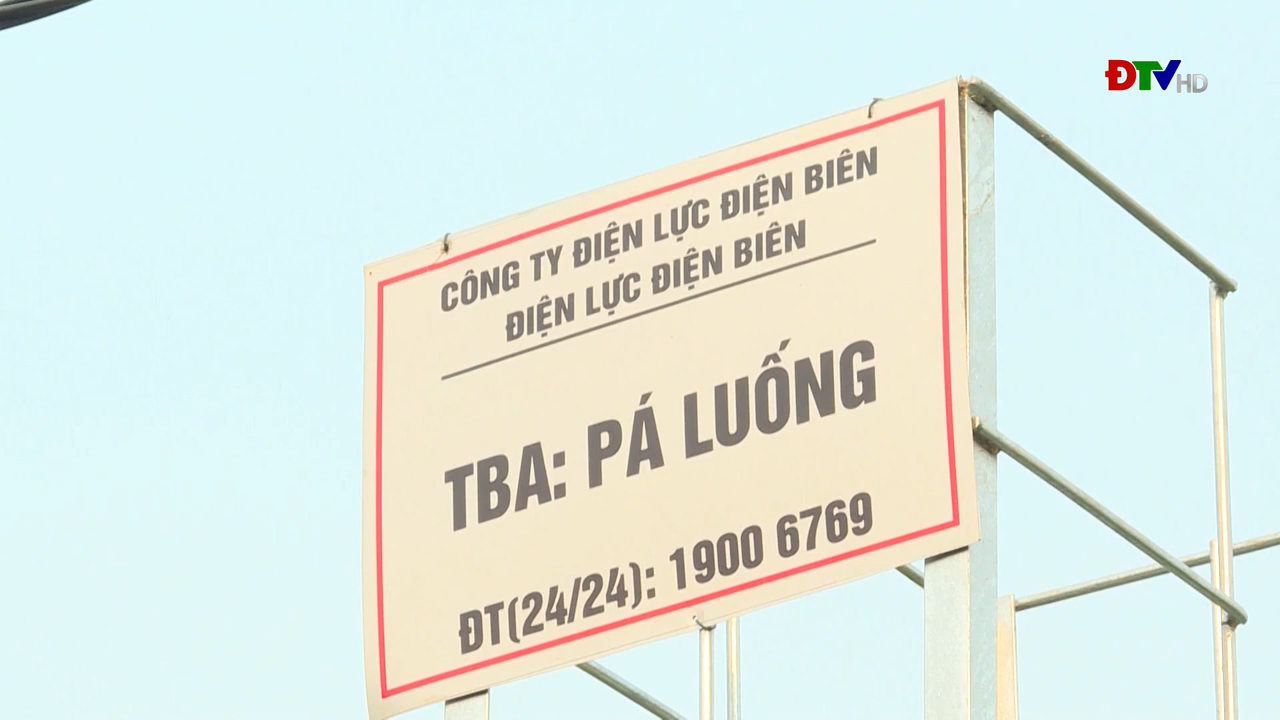 ĐTV HD
CÔNG TY ĐIỆN LỰC ĐIỆN BIÊN
ĐIỆN LỰC ĐIỆN BIÊN
TBA: PÁ LUỐNG
ĐT(24/24): 1900 6769